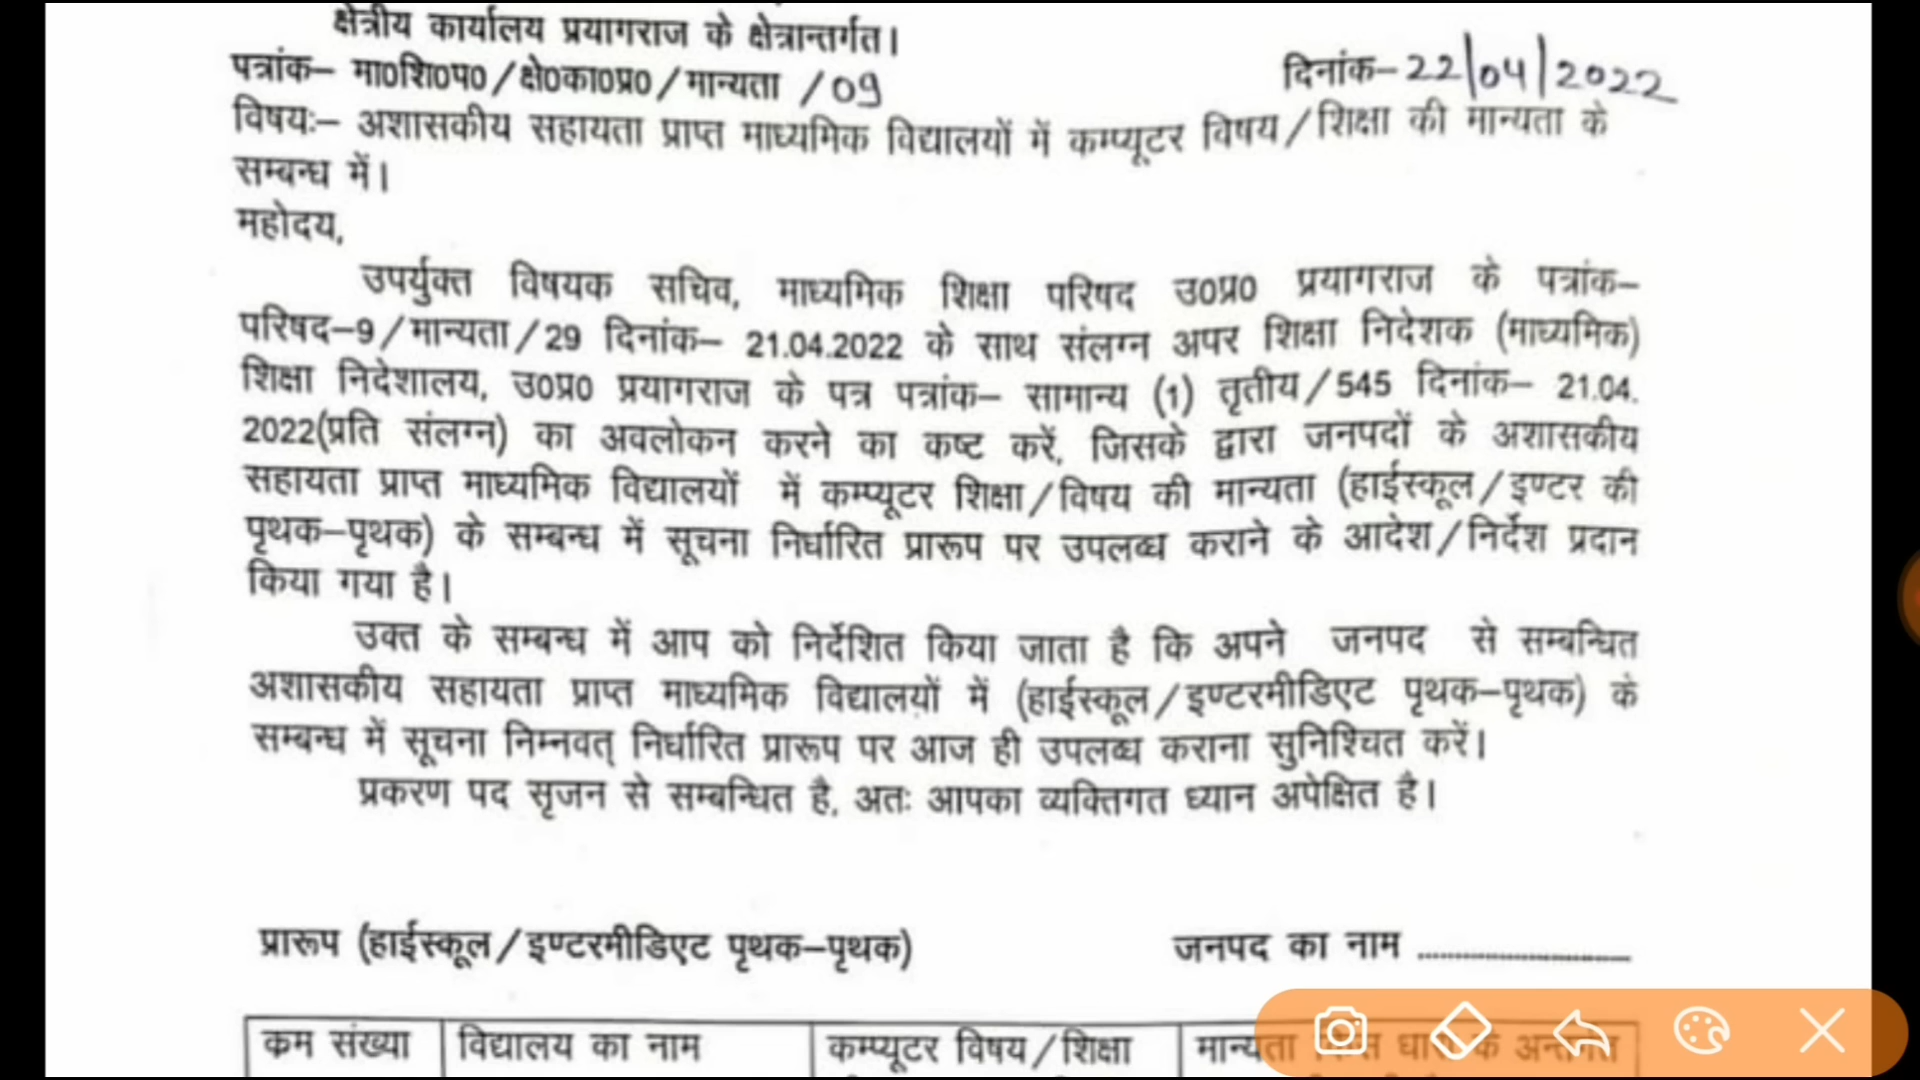 क्षेत्रीय कार्यालय प्रयागराज के क्षेत्रान्तर्गत।
पत्रांक– मा0शि0प0/क्षे0का0प्र0/मान्यता /09 दिनांक–22/04/2022
विषयः– अशासकीय सहायता प्राप्त माध्यमिक विद्यालयों में कम्प्यूटर विषय/शिक्षा की मान्यता के
सम्बन्ध में।
महोदय,
उपर्युक्त विषयक सचिव, माध्यमिक शिक्षा परिषद उ0प्र0 प्रयागराज के पत्रांक–
परिषद–9/मान्यता/29 दिनांक– 21.04.2022 के साथ संलग्न अपर शिक्षा निदेशक (माध्यमिक)
शिक्षा निदेशालय, उ0प्र0 प्रयागराज के पत्र पत्रांक– सामान्य (1) तृतीय/545 दिनांक– 21.04.
2022(प्रति संलग्न) का अवलोकन करने का कष्ट करें, जिसके द्वारा जनपदों के अशासकीय
सहायता प्राप्त माध्यमिक विद्यालयों में कम्प्यूटर शिक्षा/विषय की मान्यता (हाईस्कूल/इण्टर की
पृथक–पृथक) के सम्बन्ध में सूचना निर्धारित प्रारूप पर उपलब्ध कराने के आदेश/निर्देश प्रदान
किया गया है।
उक्त के सम्बन्ध में आप को निर्देशित किया जाता है कि अपने जनपद से सम्बन्धित
अशासकीय सहायता प्राप्त माध्यमिक विद्यालयों में (हाईस्कूल/इण्टरमीडिएट पृथक–पृथक) के
सम्बन्ध में सूचना निम्नवत् निर्धारित प्रारूप पर आज ही उपलब्ध कराना सुनिश्चित करें।
प्रकरण पद सृजन से सम्बन्धित है, अतः आपका व्यक्तिगत ध्यान अपेक्षित है।
प्रारूप (हाईस्कूल/इण्टरमीडिएट पृथक–पृथक) जनपद का नाम ......................
क्रम संख्या विद्यालय का नाम कम्प्यूटर विषय/शिक्षा मान्यता के अन्तर्गत